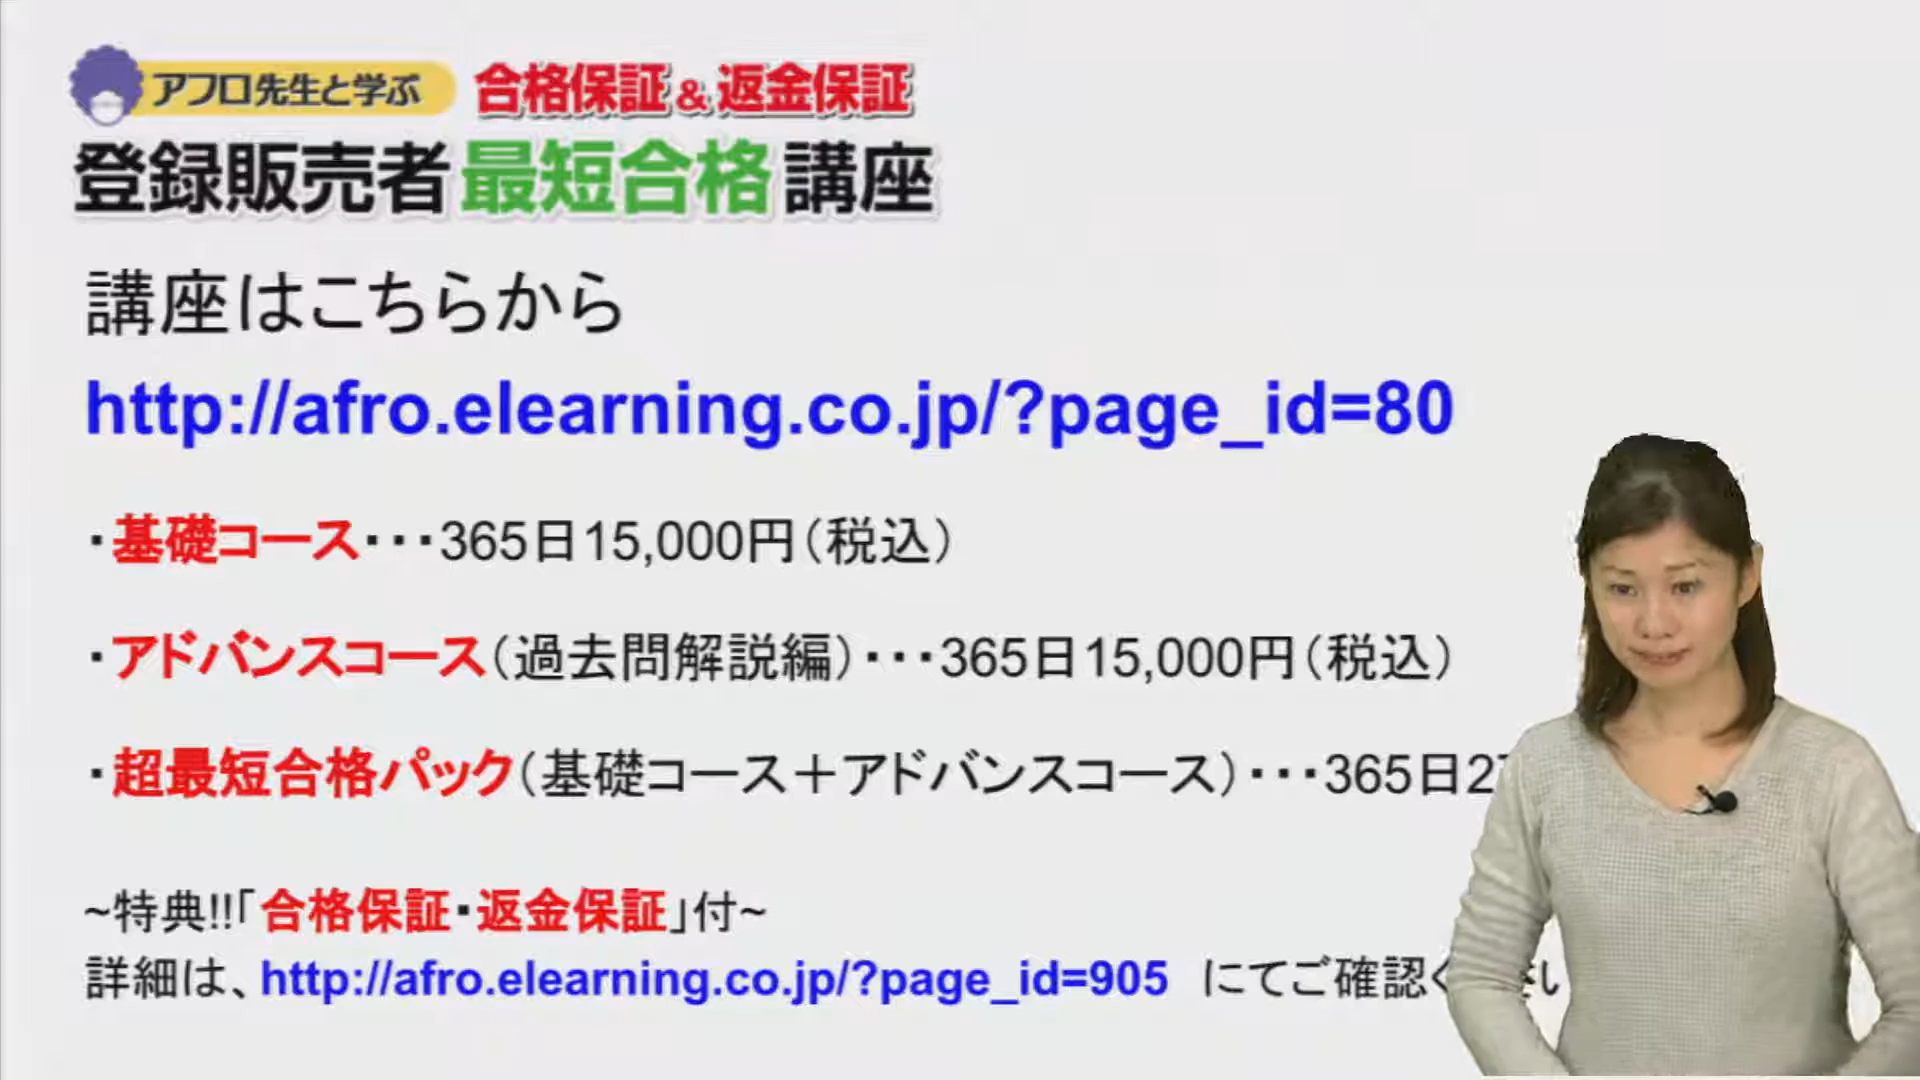 アフロ先生と学ぶ 合格保証&返金保証
登録販売者最短合格講座
講座はこちらから
http://afro.elearning.co.jp/?page_id=80
・基礎コース・・・365日15,000円（税込）
・アドバンスコース（過去問解説編）・・・365日15,000円（税込）
・超最短合格パック（基礎コース＋アドバンスコース）・・・365日2
~特典!!「合格保証・返金保証」付~
詳細は、http://afro.elearning.co.jp/?page_id=905 にてご確認く